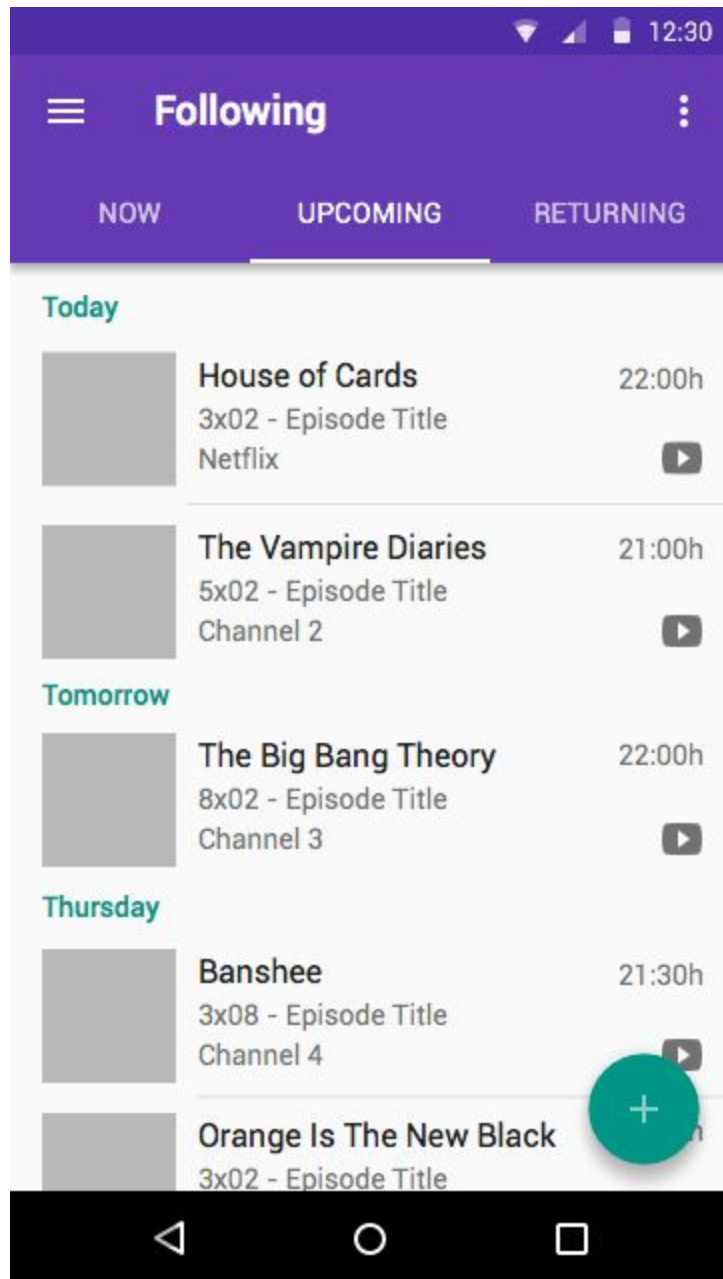 12:30
Following
NOW UPCOMING RETURNING
Today
House of Cards 22:00h
3x02 - Episode Title
Netflix
The Vampire Diaries 21:00h
5x02 - Episode Title
Channel 2
Tomorrow
The Big Bang Theory 22:00h
8x02 - Episode Title
Channel 3
Thursday
Banshee 21:30h
3x08 - Episode Title
Channel 4
Orange Is The New Black
3x02 - Episode Title